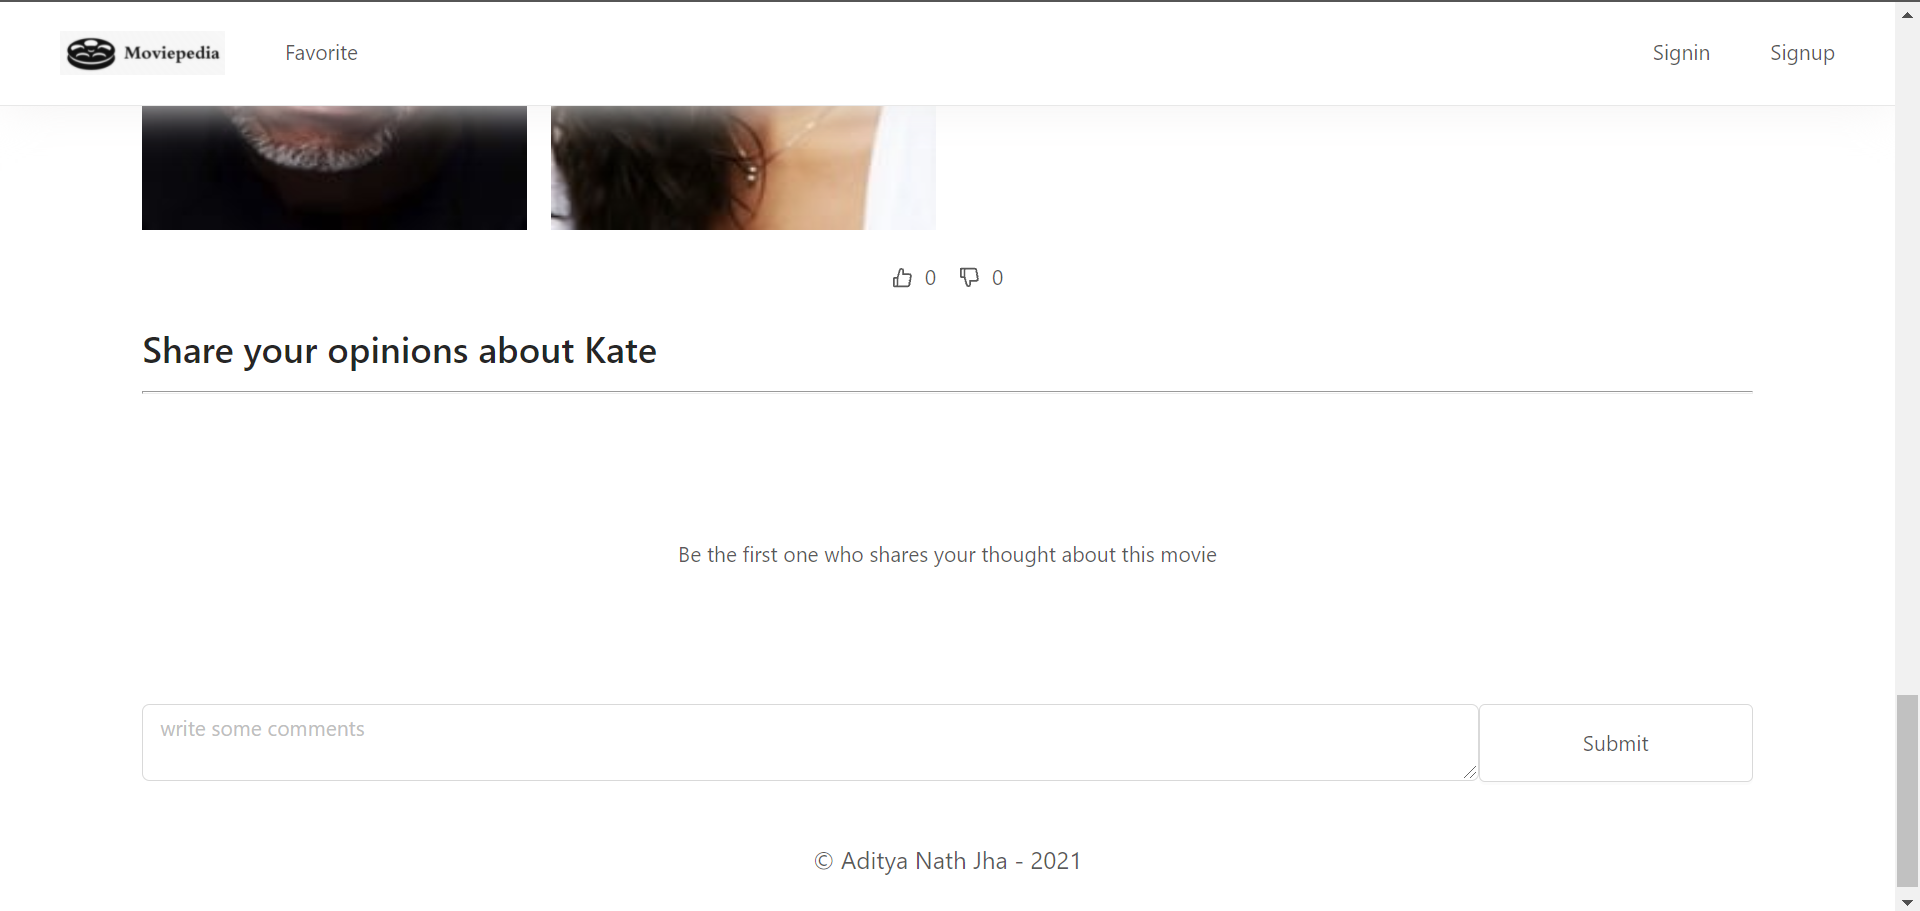 Moviepedia
Favorite
Signin
Signup
0
0
Share your opinions about Kate
Be the first one who shares your thought about this movie
write some comments
Submit
© Aditya Nath Jha - 2021